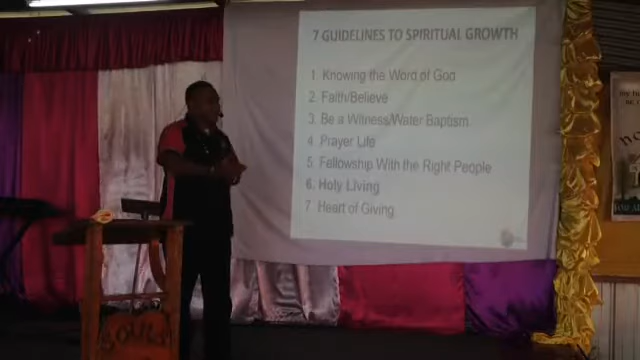 7 GUIDELINES TO SPIRITUAL GROWTH
1 Knowing the Word of God
2 Faith/Believe
3 Be a Witness/Water Baptism
4 Prayer Life
5 Fellowship With the Right People
6 Holy Living
7 Heart of Giving